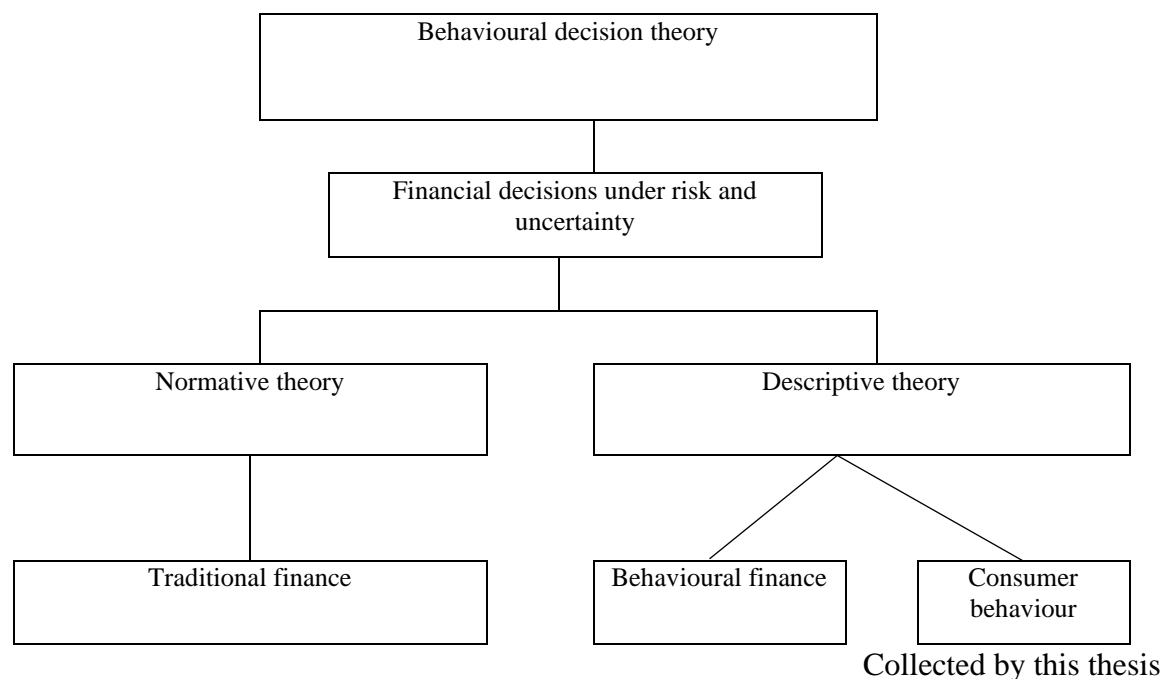 Behavioural decision theory
Financial decisions under risk and
uncertainty
Normative theory
Descriptive theory
Traditional finance
Behavioural finance
Consumer
behaviour
Collected by this thesis